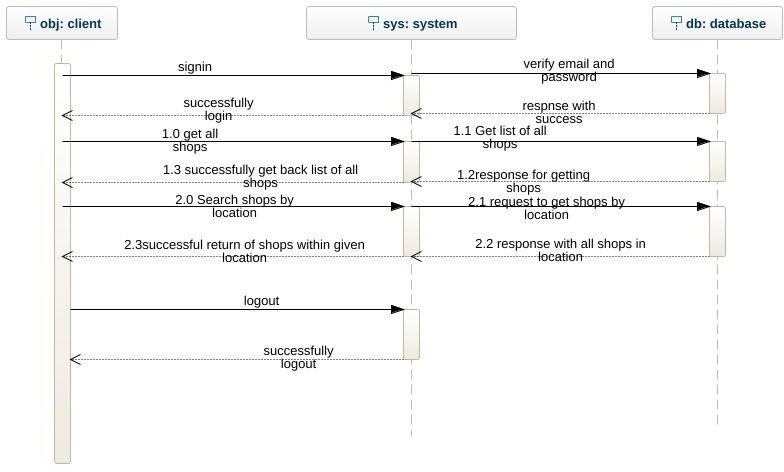 obj: client
sys: system
db: database
signin
verify email and
password
successfully
login
respnse with
success
1.0 get all
shops
1.1 Get list of all
shops
1.3 successfully get back list of all
shops
1.2response for getting
shops
2.0 Search shops by
location
2.1 request to get shops by
location
2.3successful return of shops within given
location
2.2 response with all shops in
location
logout
successfully
logout